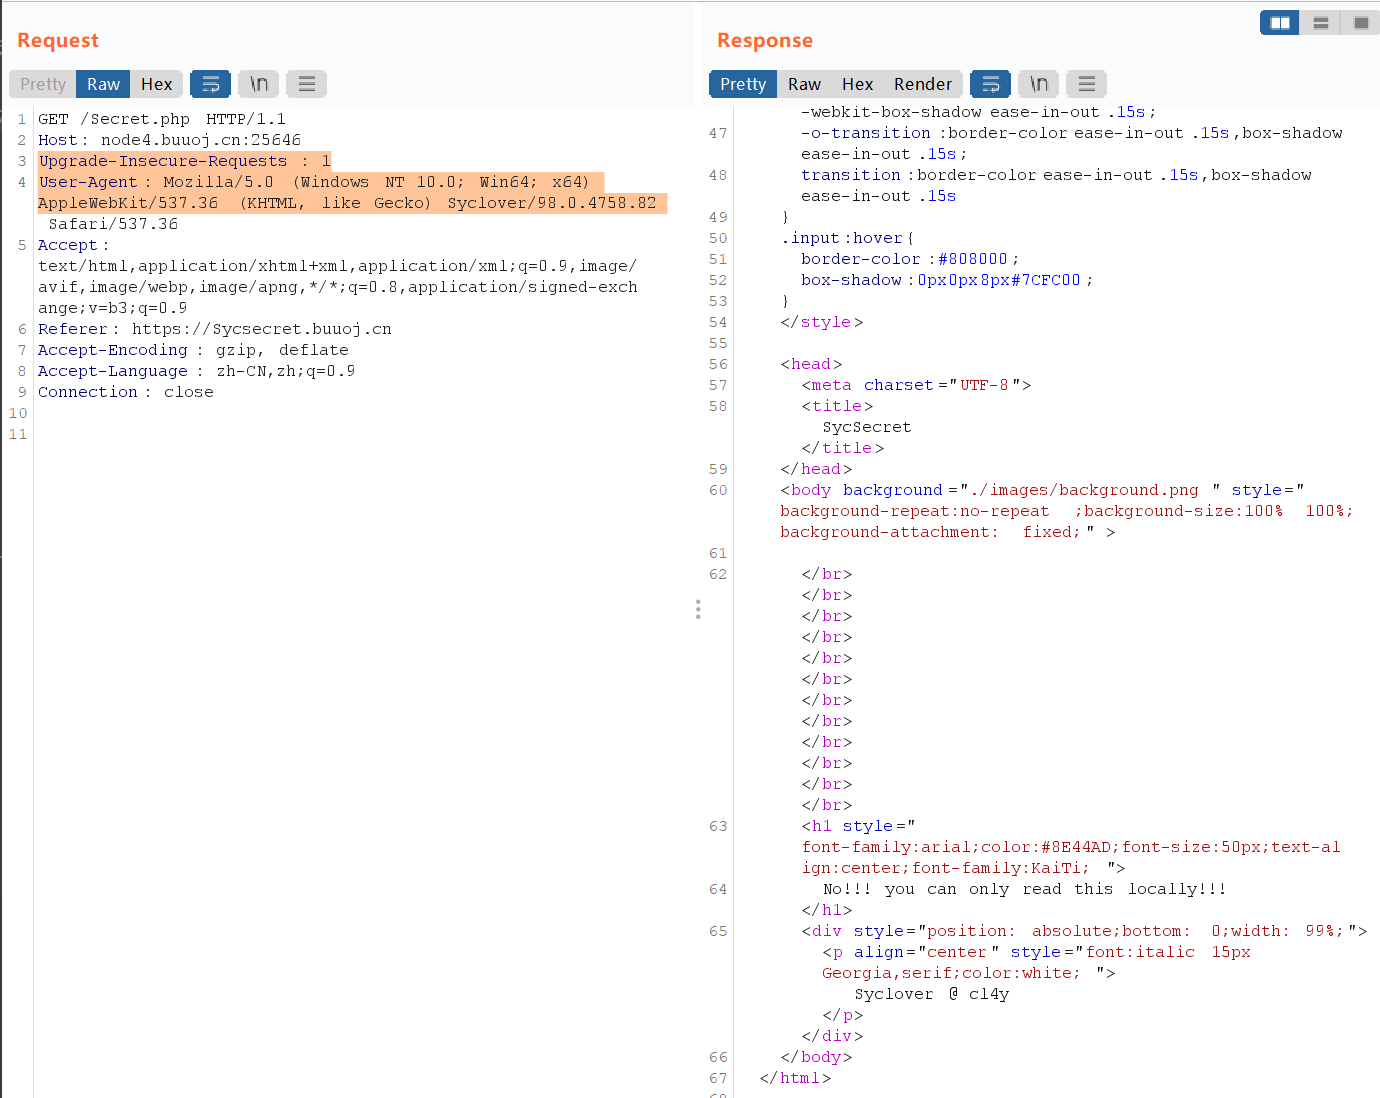 Request
Pretty Raw Hex \n
1 GET /Secret.php HTTP/1.1
2 Host: node4.buuoj.cn:25646
3 Upgrade-Insecure-Requests : 1
4 User-Agent: Mozilla/5.0 (Windows NT 10.0; Win64; x64)
AppleWebKit/537.36 (KHTML, like Gecko) Syclover/98.0.4758.82
Safari/537.36
5 Accept:
text/html,application/xhtml+xml,application/xml;q=0.9,image/
avif,image/webp,image/apng,*/*;q=0.8,application/signed-exch
ange;v=b3;q=0.9
6 Referer: https://Sycsecret.buuoj.cn
7 Accept-Encoding : gzip, deflate
8 Accept-Language : zh-CN,zh;q=0.9
9 Connection: close
10
11
Response
Pretty Raw Hex Render \n
-webkit-box-shadow ease-in-out .15s;
47 -o-transition :border-color ease-in-out .15s,box-shadow
ease-in-out .15s;
48 transition :border-color ease-in-out .15s,box-shadow
ease-in-out .15s
49 }
50 .input:hover{
51 border-color :#808000;
52 box-shadow :0px0px8px#7CFC00;
53 }
54 </style>
55
56 <head>
57 <meta charset="UTF-8">
58 <title>
SycSecret
</title>
59 </head>
60 <body background="./images/background.png " style="
background-repeat:no-repeat ;background-size:100% 100%;
background-attachment: fixed;" >
61
62 </br>
</br>
</br>
</br>
</br>
</br>
</br>
</br>
</br>
</br>
</br>
</br>
63 <h1 style="
font-family:arial;color:#8E44AD;font-size:50px;text-al
ign:center;font-family:KaiTi; ">
64 No!!! you can only read this locally!!!
</h1>
65 <div style="position: absolute;bottom: 0;width: 99%;">
<p align="center" style="font:italic 15px
Georgia,serif;color:white; ">
Syclover @ cl4y
</p>
</div>
66 </body>
67 </html>